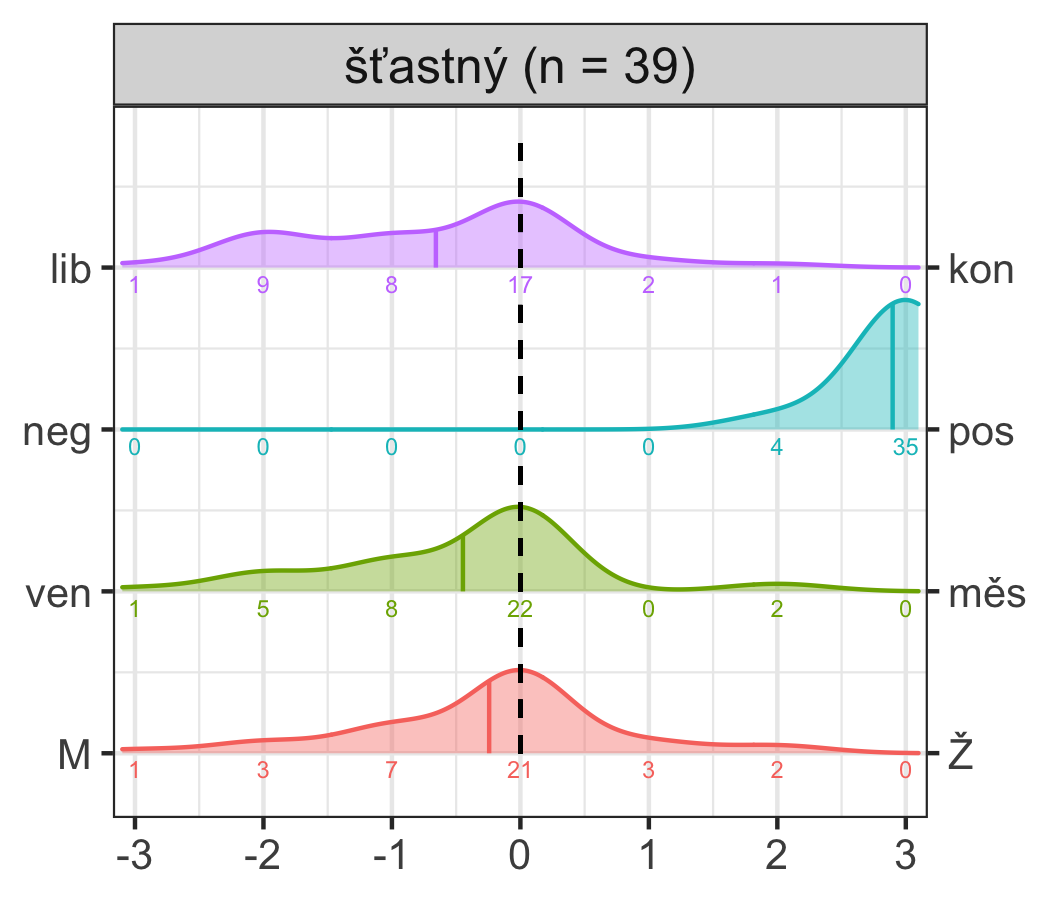 šťastný (n = 39)
lib kon
1 9 8 17 2 1 0
neg pos
0 0 0 0 0 4 35
ven měs
1 5 8 22 0 2 0
M Ž
1 3 7 21 3 2 0
-3 -2 -1 0 1 2 3